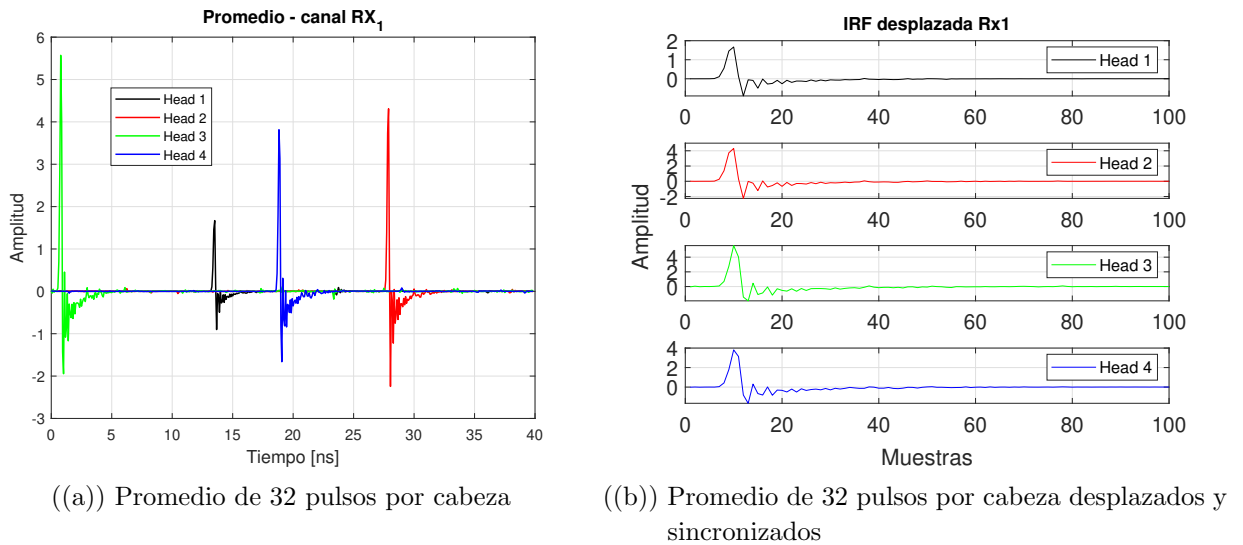 Promedio - canal RX1
6
5
4
3
2
1
0
-1
-2
-3
Amplitud
Head 1
Head 2
Head 3
Head 4
0 5 10 15 20 25 30 35 40
Tiempo [ns]
((a)) Promedio de 32 pulsos por cabeza
IRF desplazada Rx1
2
1
0
Head 1
0 20 40 60 80 100
4
2
0
-2
Head 2
0 20 40 60 80 100
Amplitud
4
2
0
Head 3
0 20 40 60 80 100
4
2
0
Head 4
0 20 40 60 80 100
Muestras
((b)) Promedio de 32 pulsos por cabeza desplazados y
sincronizados